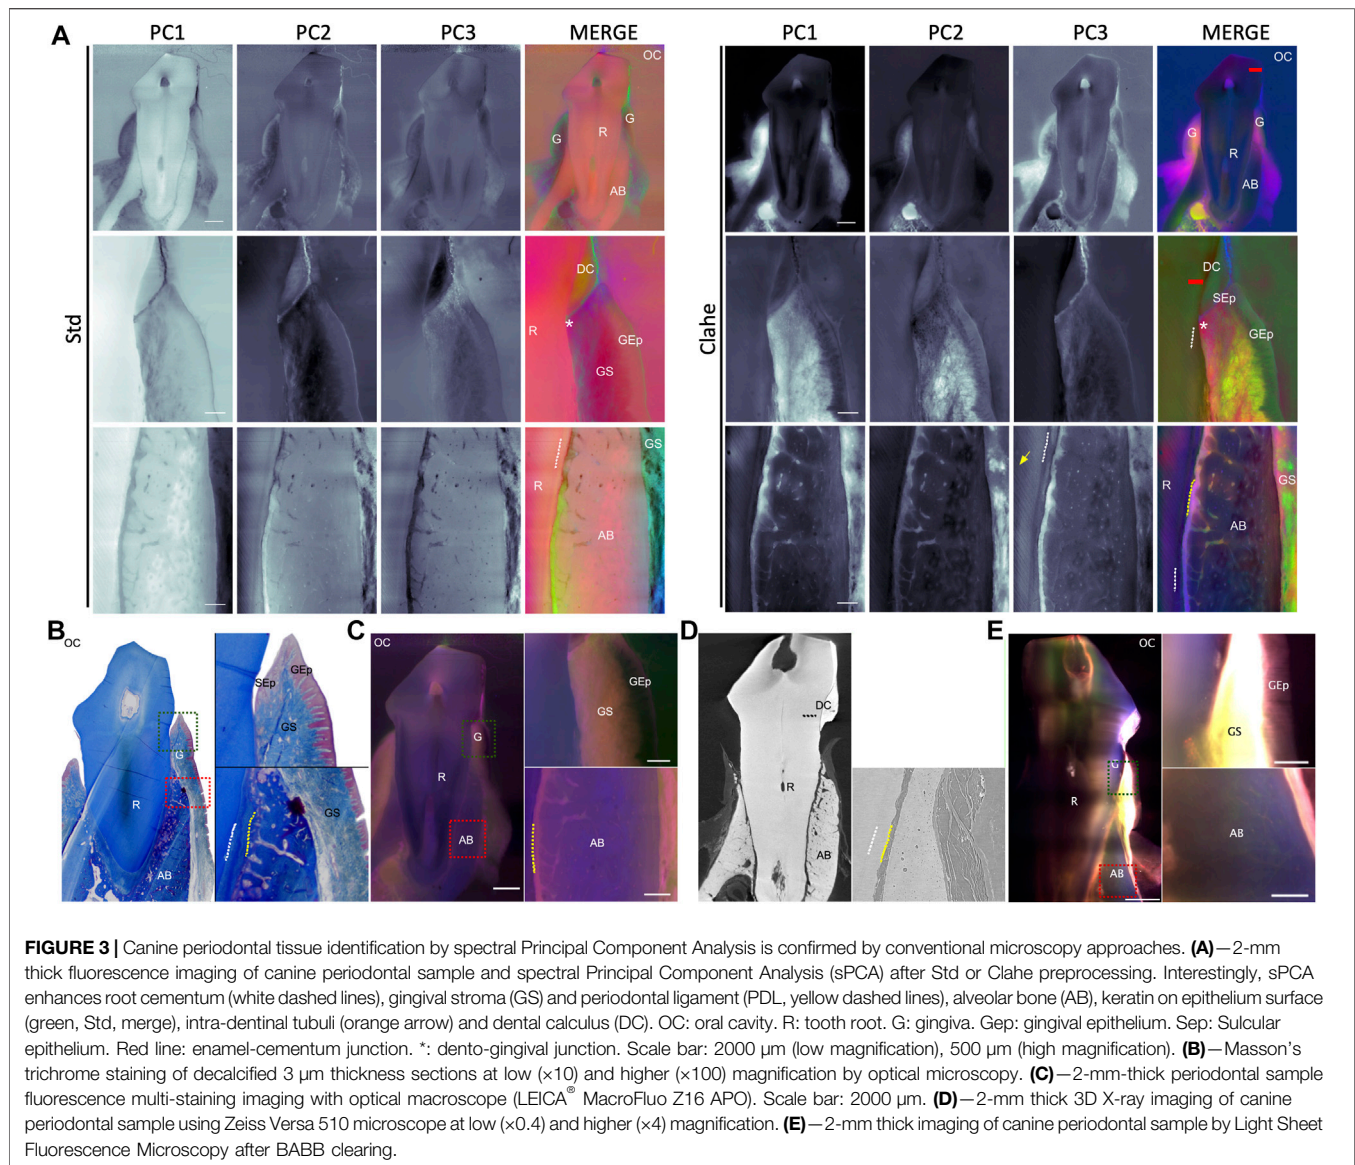 A
PC1 PC2 PC3 MERGE
PC1 PC2 PC3 MERGE
Std
OC
G
G
R
AB
DC
R
*
GEp
GS
GS
R
AB
Clahe
OC
G
G
R
AB
DC
SEp
*
GEp
R
GS
AB
B
OC
G
R
AB
GEp
SEp
GS
GS
C
OC
G
R
AB
GEp
GS
AB
D
DC
R
AB
E
OC
G
R
AB
GEp
GS
AB
FIGURE 3 | Canine periodontal tissue identification by spectral Principal Component Analysis is confirmed by conventional microscopy approaches. (A)—2-mm
thick fluorescence imaging of canine periodontal sample and spectral Principal Component Analysis (sPCA) after Std or Clahe preprocessing. Interestingly, sPCA
enhances root cementum (white dashed lines), gingival stroma (GS) and periodontal ligament (PDL, yellow dashed lines), alveolar bone (AB), keratin on epithelium surface
(green, Std, merge), intra-dentinal tubuli (orange arrow) and dental calculus (DC). OC: oral cavity. R: tooth root. G: gingiva. Gep: gingival epithelium. Sep: Sulcular
epithelium. Red line: enamel-cementum junction. *: dento-gingival junction. Scale bar: 2000 µm (low magnification), 500 µm (high magnification). (B)—Masson’s
trichrome staining of decalcified 3 µm thickness sections at low (×10) and higher (×100) magnification by optical microscopy. (C)—2-mm-thick periodontal sample
fluorescence multi-staining imaging with optical macroscope (LEICA® MacroFluo Z16 APO). Scale bar: 2000 µm. (D)—2-mm thick 3D X-ray imaging of canine
periodontal sample using Zeiss Versa 510 microscope at low (×0.4) and higher (×4) magnification. (E)—2-mm thick imaging of canine periodontal sample by Light Sheet
Fluorescence Microscopy after BABB clearing.